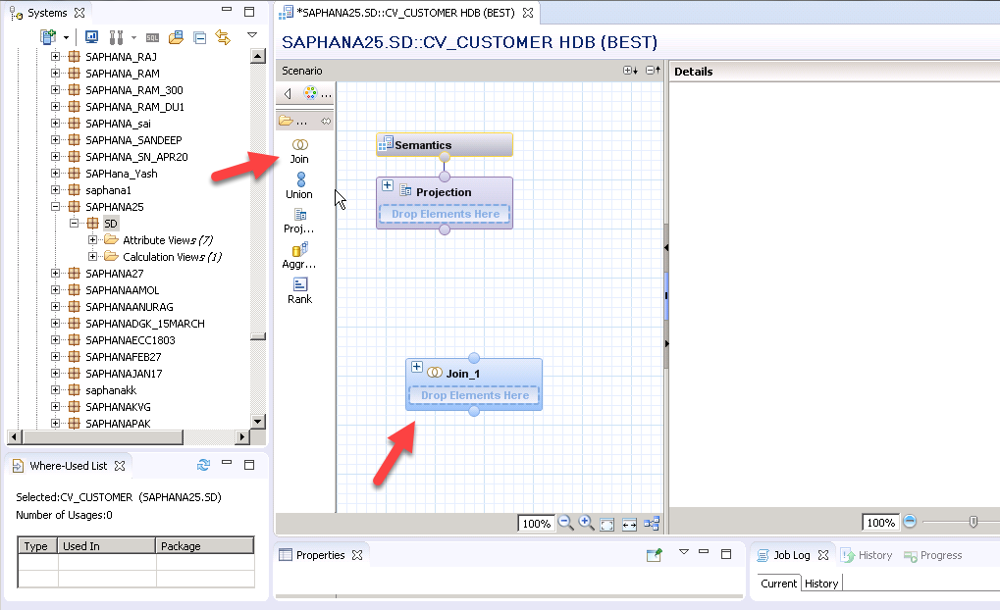 Systems
SAPHANA_RAJ
SAPHANA_RAM
SAPHANA_RAM_300
SAPHANA_RAM_DU1
SAPHANA_sai
SAPHANA_SANDEEP
SAPHANA_SN_APR20
SAPHana_Yash
saphana1
SAPHANA25
SD
Attribute Views (7)
Calculation Views (1)
SAPHANA27
SAPHANAAMOL
SAPHANAANURAG
SAPHANADGK_15MARCH
SAPHANAECC1803
SAPHANAFEB27
SAPHANAJAN17
saphanakk
SAPHANAKVG
SAPHANAPAK
SQL
Where-Used List
Selected:CV_CUSTOMER (SAPHANA25.SD)
Number of Usages:0
Type Used In Package
*SAPHANA25.SD::CV_CUSTOMER HDB (BEST)
SAPHANA25.SD::CV_CUSTOMER HDB (BEST)
Scenario
...
...
Join
Union
Proj...
Aggr...
Rank
Semantics
Projection
Drop Elements Here
Join_1
Drop Elements Here
100%
Details
100%
Properties
Job Log History Progress
Current History